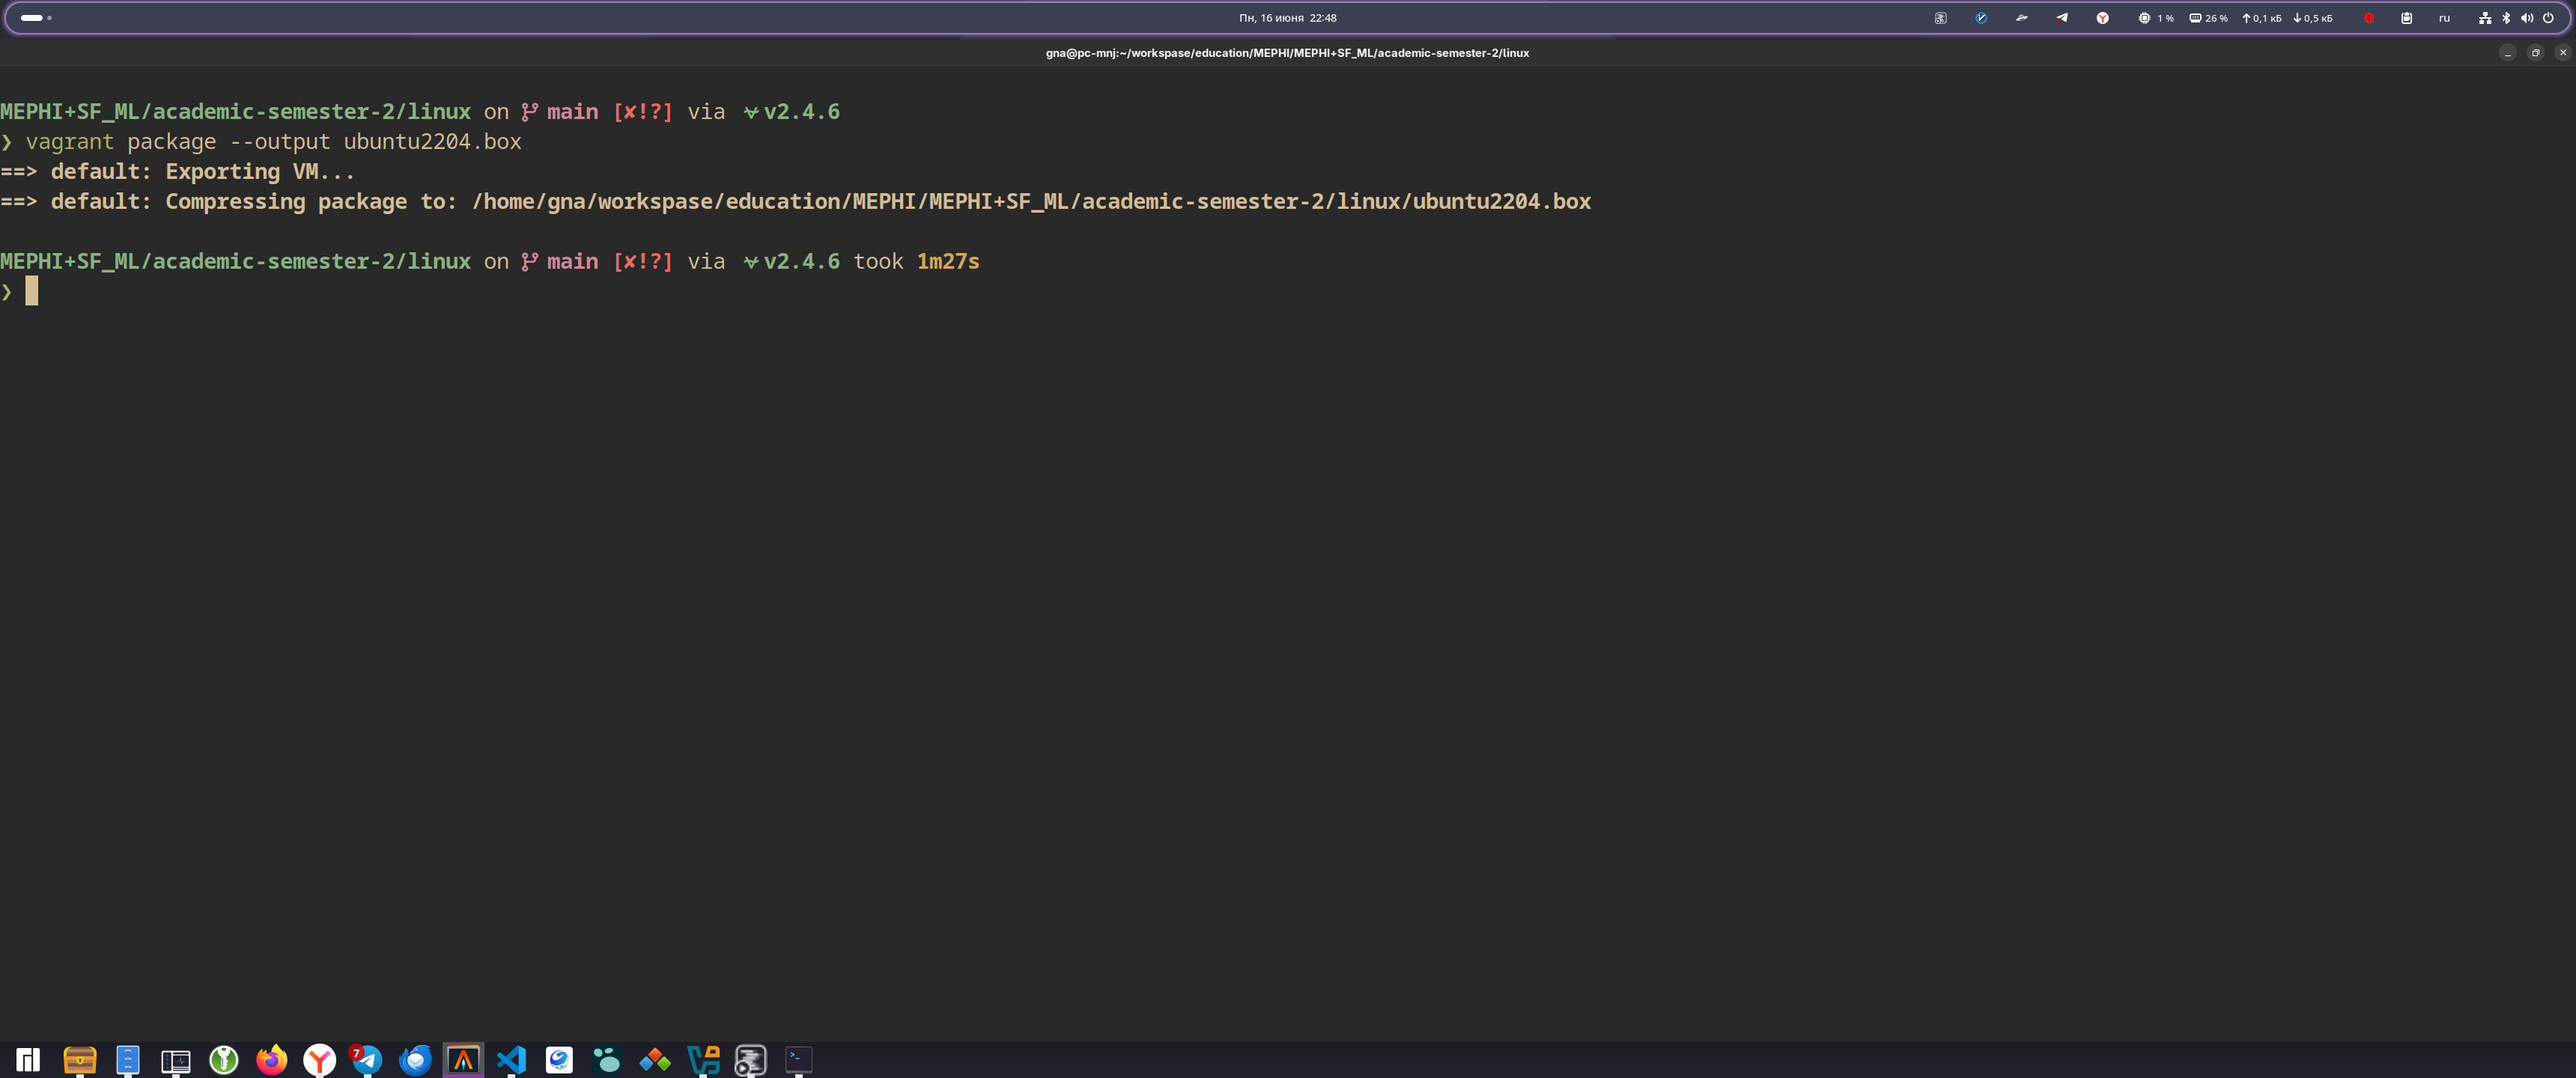 Пн, 16 июня 22:48
1 %
26 %
0,1 кБ
0,5 кБ
ru
gna@pc-mnj:~/workspase/education/MEPHI/MEPHI+SF_ML/academic-semester-2/linux
MEPHI+SF_ML/academic-semester-2/linux on main [✘!?] via v2.4.6
❯ vagrant package --output ubuntu2204.box
==> default: Exporting VM...
==> default: Compressing package to: /home/gna/workspase/education/MEPHI/MEPHI+SF_ML/academic-semester-2/linux/ubuntu2204.box
MEPHI+SF_ML/academic-semester-2/linux on main [✘!?] via v2.4.6 took 1m27s
❯
7